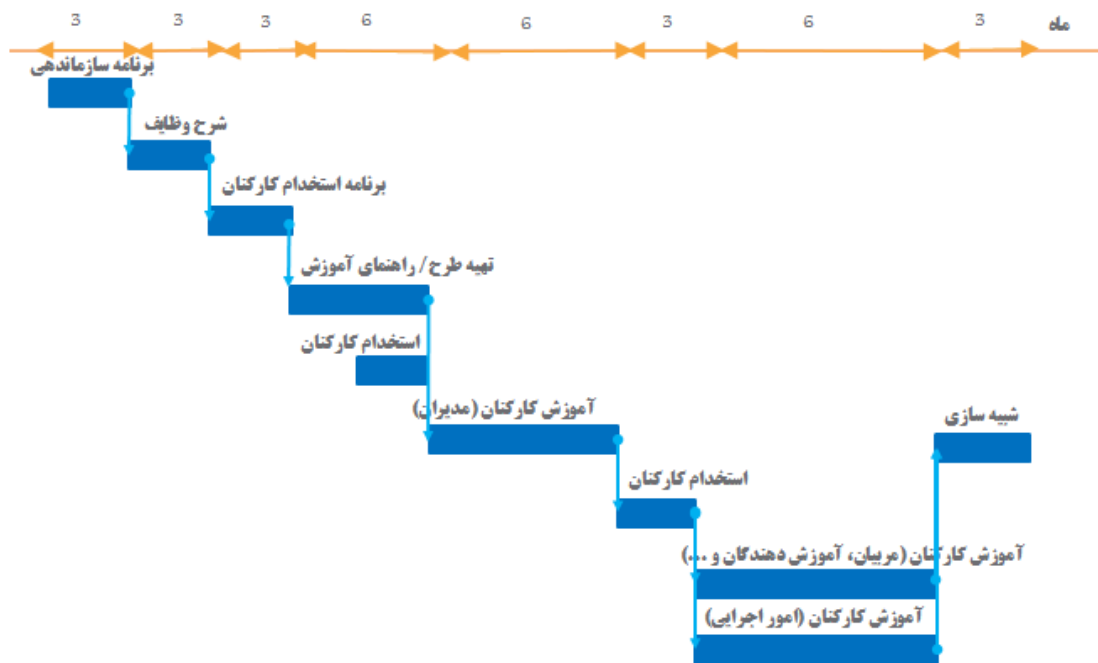 3 3 3 6 6 3 6 3 ماه
برنامه سازماندهی
شرح وظایف
برنامه استخدام کارکنان
تهیه طرح / راهنمای آموزش
استخدام کارکنان
آموزش کارکنان (مدیران)
شبیه سازی
استخدام کارکنان
آموزش کارکنان (مربیان، آموزش دهندگان و ...)
آموزش کارکنان (امور اجرایی)